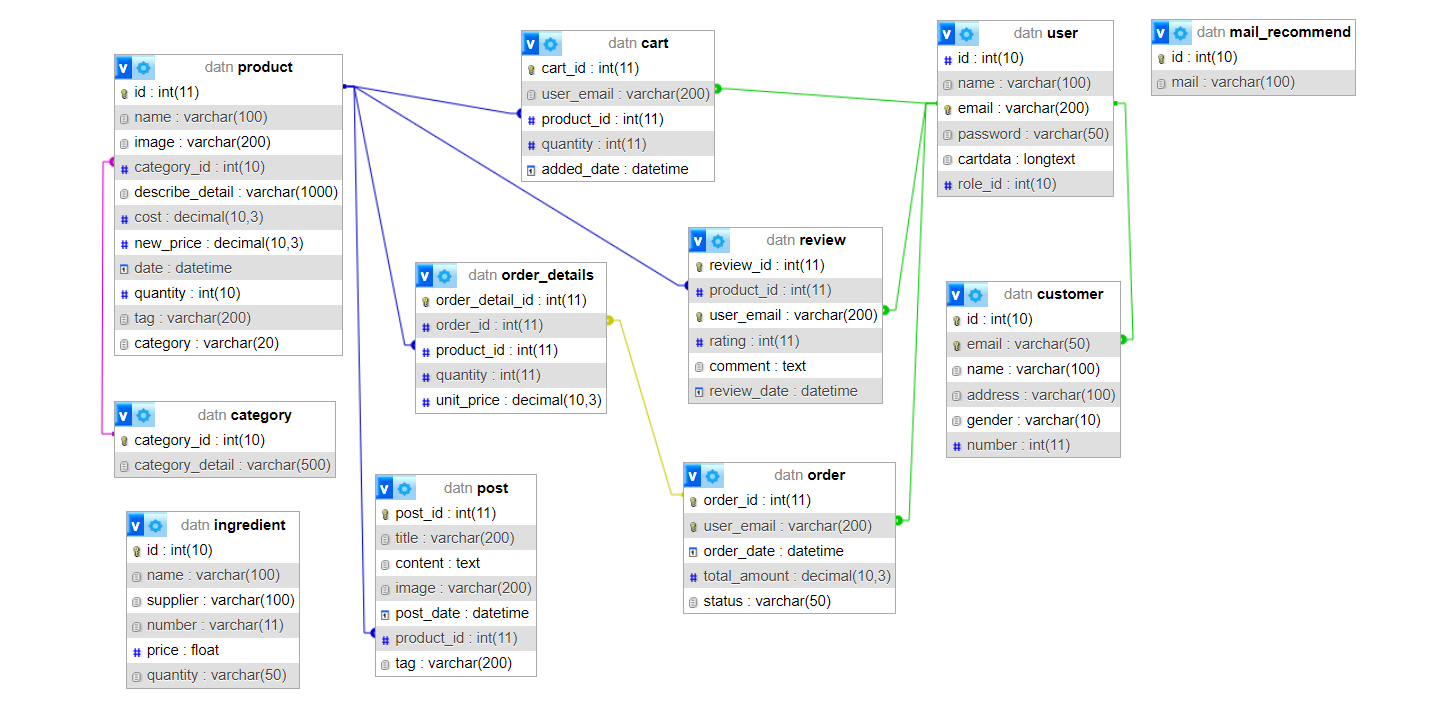 datn product
id : int(11)
name : varchar(100)
image : varchar(200)
category_id : int(10)
describe_detail : varchar(1000)
cost : decimal(10,3)
new_price : decimal(10,3)
date : datetime
quantity : int(10)
tag : varchar(200)
category : varchar(20)
datn category
category_id : int(10)
category_detail : varchar(500)
datn ingredient
id : int(10)
name : varchar(100)
supplier : varchar(100)
number : varchar(11)
price : float
quantity : varchar(50)
datn cart
cart_id : int(11)
user_email : varchar(200)
product_id : int(11)
quantity : int(11)
added_date : datetime
datn order_details
order_detail_id : int(11)
order_id : int(11)
product_id : int(11)
quantity : int(11)
unit_price : decimal(10,3)
datn post
post_id : int(11)
title : varchar(200)
content : text
image : varchar(200)
post_date : datetime
product_id : int(11)
tag : varchar(200)
datn review
review_id : int(11)
product_id : int(11)
user_email : varchar(200)
rating : int(11)
comment : text
review_date : datetime
datn order
order_id : int(11)
user_email : varchar(200)
order_date : datetime
total_amount : decimal(10,3)
status : varchar(50)
datn user
id : int(10)
name : varchar(100)
email : varchar(200)
password : varchar(50)
cartdata : longtext
role_id : int(10)
datn customer
id : int(10)
email : varchar(50)
name : varchar(100)
address : varchar(100)
gender : varchar(10)
number : int(11)
datn mail_recommend
id : int(10)
mail : varchar(100)